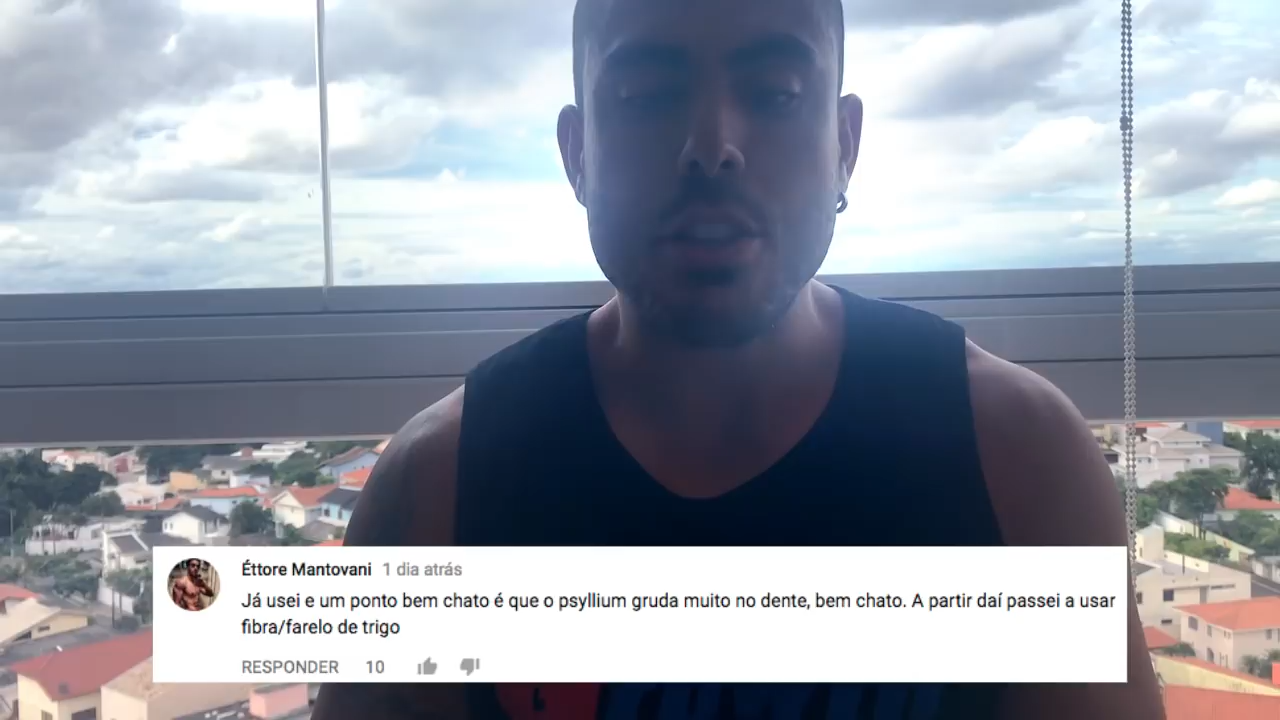 Éttore Mantovani 1 dia atrás
Já usei e um ponto bem chato é que o psyllium gruda muito no dente, bem chato. A partir daí passei a usar
fibra/farelo de trigo
RESPONDER 10